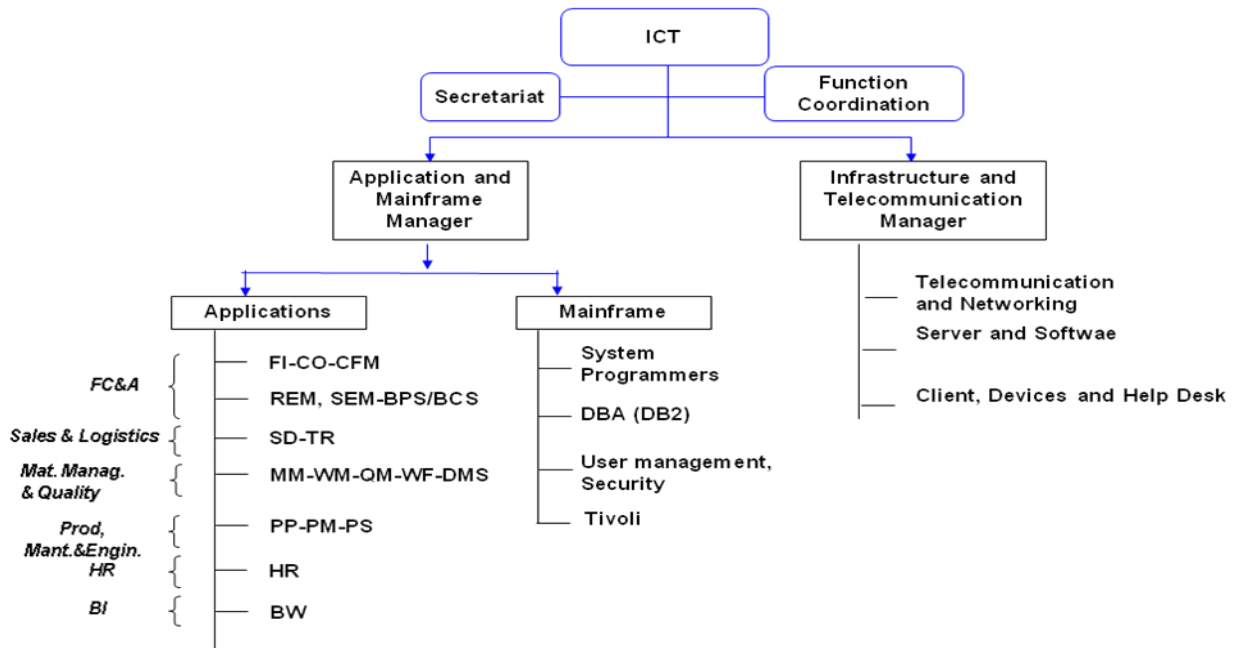 ICT
Secretariat
Function
Coordination
Application and
Mainframe
Manager
Infrastructure and
Telecommunication
Manager
Applications
Mainframe
FC&A
FI-CO-CFM
REM, SEM-BPS/BCS
Sales & Logistics
SD-TR
Mat. Manag.
& Quality
MM-WM-QM-WF-DMS
Prod,
Mant.&Engin.
PP-PM-PS
HR
HR
BI
BW
System
Programmers
DBA (DB2)
User management,
Security
Tivoli
Telecommunication
and Networking
Server and Softwae
Client, Devices and Help Desk